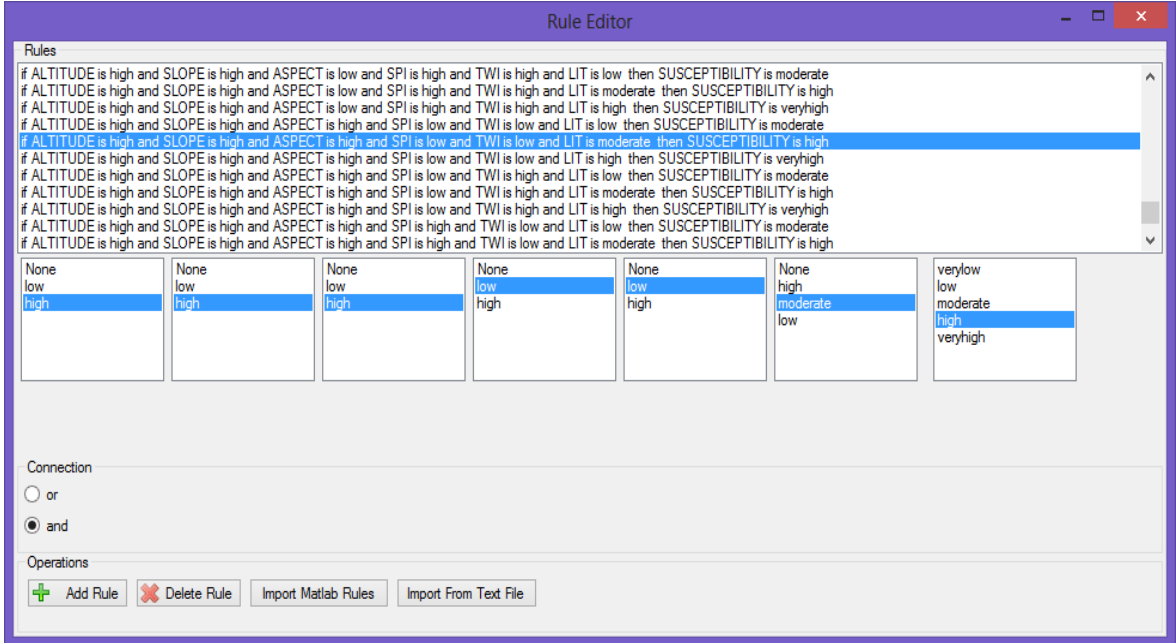 Rule Editor
Rules
if ALTITUDE is high and SLOPE is high and ASPECT is low and SPI is high and TWI is high and LIT is low then SUSCEPTIBILITY is moderate
if ALTITUDE is high and SLOPE is high and ASPECT is low and SPI is high and TWI is high and LIT is moderate then SUSCEPTIBILITY is high
if ALTITUDE is high and SLOPE is high and ASPECT is low and SPI is high and TWI is high and LIT is high then SUSCEPTIBILITY is veryhigh
if ALTITUDE is high and SLOPE is high and ASPECT is high and SPI is low and TWI is low and LIT is low then SUSCEPTIBILITY is moderate
if ALTITUDE is high and SLOPE is high and ASPECT is high and SPI is low and TWI is low and LIT is moderate then SUSCEPTIBILITY is high
if ALTITUDE is high and SLOPE is high and ASPECT is high and SPI is low and TWI is low and LIT is high then SUSCEPTIBILITY is veryhigh
if ALTITUDE is high and SLOPE is high and ASPECT is high and SPI is low and TWI is high and LIT is low then SUSCEPTIBILITY is moderate
if ALTITUDE is high and SLOPE is high and ASPECT is high and SPI is low and TWI is high and LIT is moderate then SUSCEPTIBILITY is high
if ALTITUDE is high and SLOPE is high and ASPECT is high and SPI is low and TWI is high and LIT is high then SUSCEPTIBILITY is veryhigh
if ALTITUDE is high and SLOPE is high and ASPECT is high and SPI is high and TWI is low and LIT is low then SUSCEPTIBILITY is moderate
if ALTITUDE is high and SLOPE is high and ASPECT is high and SPI is high and TWI is low and LIT is moderate then SUSCEPTIBILITY is high
None
low
high
None
low
high
None
low
high
None
low
high
None
low
high
None
high
moderate
low
verylow
low
moderate
high
veryhigh
Connection
or
and
Operations
Add Rule Delete Rule Import Matlab Rules Import From Text File